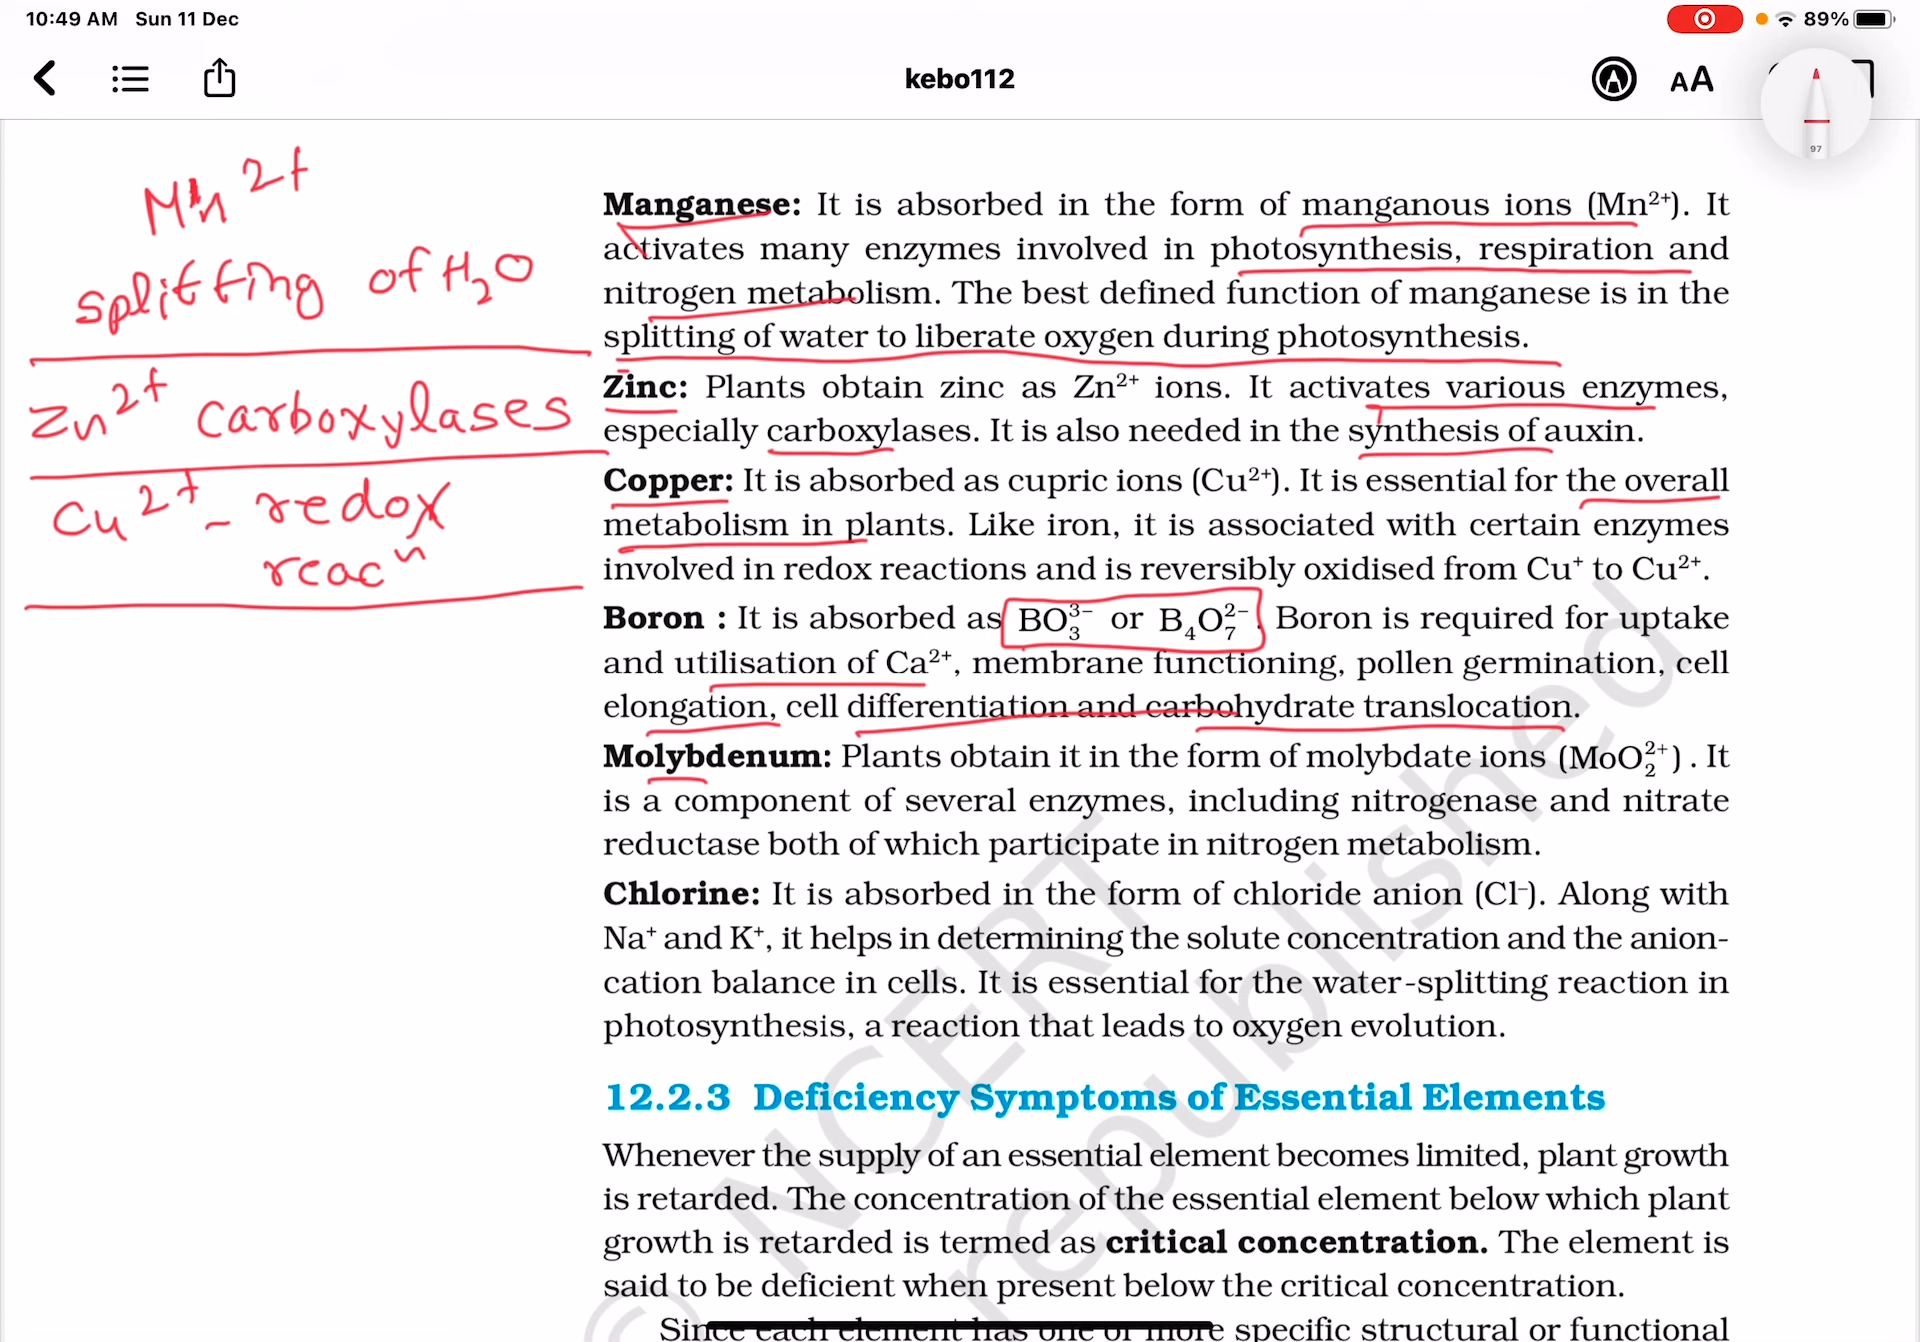 10:49 AM Sun 11 Dec
89%
kebo112
AA
97
Mn2+
splitting of H2O
Zn2+ carboxylases
Cu2+ - redox
reacn
Manganese: It is absorbed in the form of manganous ions (Mn²⁺). It
activates many enzymes involved in photosynthesis, respiration and
nitrogen metabolism. The best defined function of manganese is in the
splitting of water to liberate oxygen during photosynthesis.
Zinc: Plants obtain zinc as Zn²⁺ ions. It activates various enzymes,
especially carboxylases. It is also needed in the synthesis of auxin.
Copper: It is absorbed as cupric ions (Cu²⁺). It is essential for the overall
metabolism in plants. Like iron, it is associated with certain enzymes
involved in redox reactions and is reversibly oxidised from Cu⁺ to Cu²⁺.
Boron : It is absorbed as BO₃³⁻ or B₄O₇²⁻. Boron is required for uptake
and utilisation of Ca²⁺, membrane functioning, pollen germination, cell
elongation, cell differentiation and carbohydrate translocation.
Molybdenum: Plants obtain it in the form of molybdate ions (MoO₂²⁺). It
is a component of several enzymes, including nitrogenase and nitrate
reductase both of which participate in nitrogen metabolism.
Chlorine: It is absorbed in the form of chloride anion (Cl⁻). Along with
Na⁺ and K⁺, it helps in determining the solute concentration and the anion-
cation balance in cells. It is essential for the water-splitting reaction in
photosynthesis, a reaction that leads to oxygen evolution.
12.2.3 Deficiency Symptoms of Essential Elements
Whenever the supply of an essential element becomes limited, plant growth
is retarded. The concentration of the essential element below which plant
growth is retarded is termed as critical concentration. The element is
said to be deficient when present below the critical concentration.
Since each element has one or more specific structural or functional
© NCERT
republished